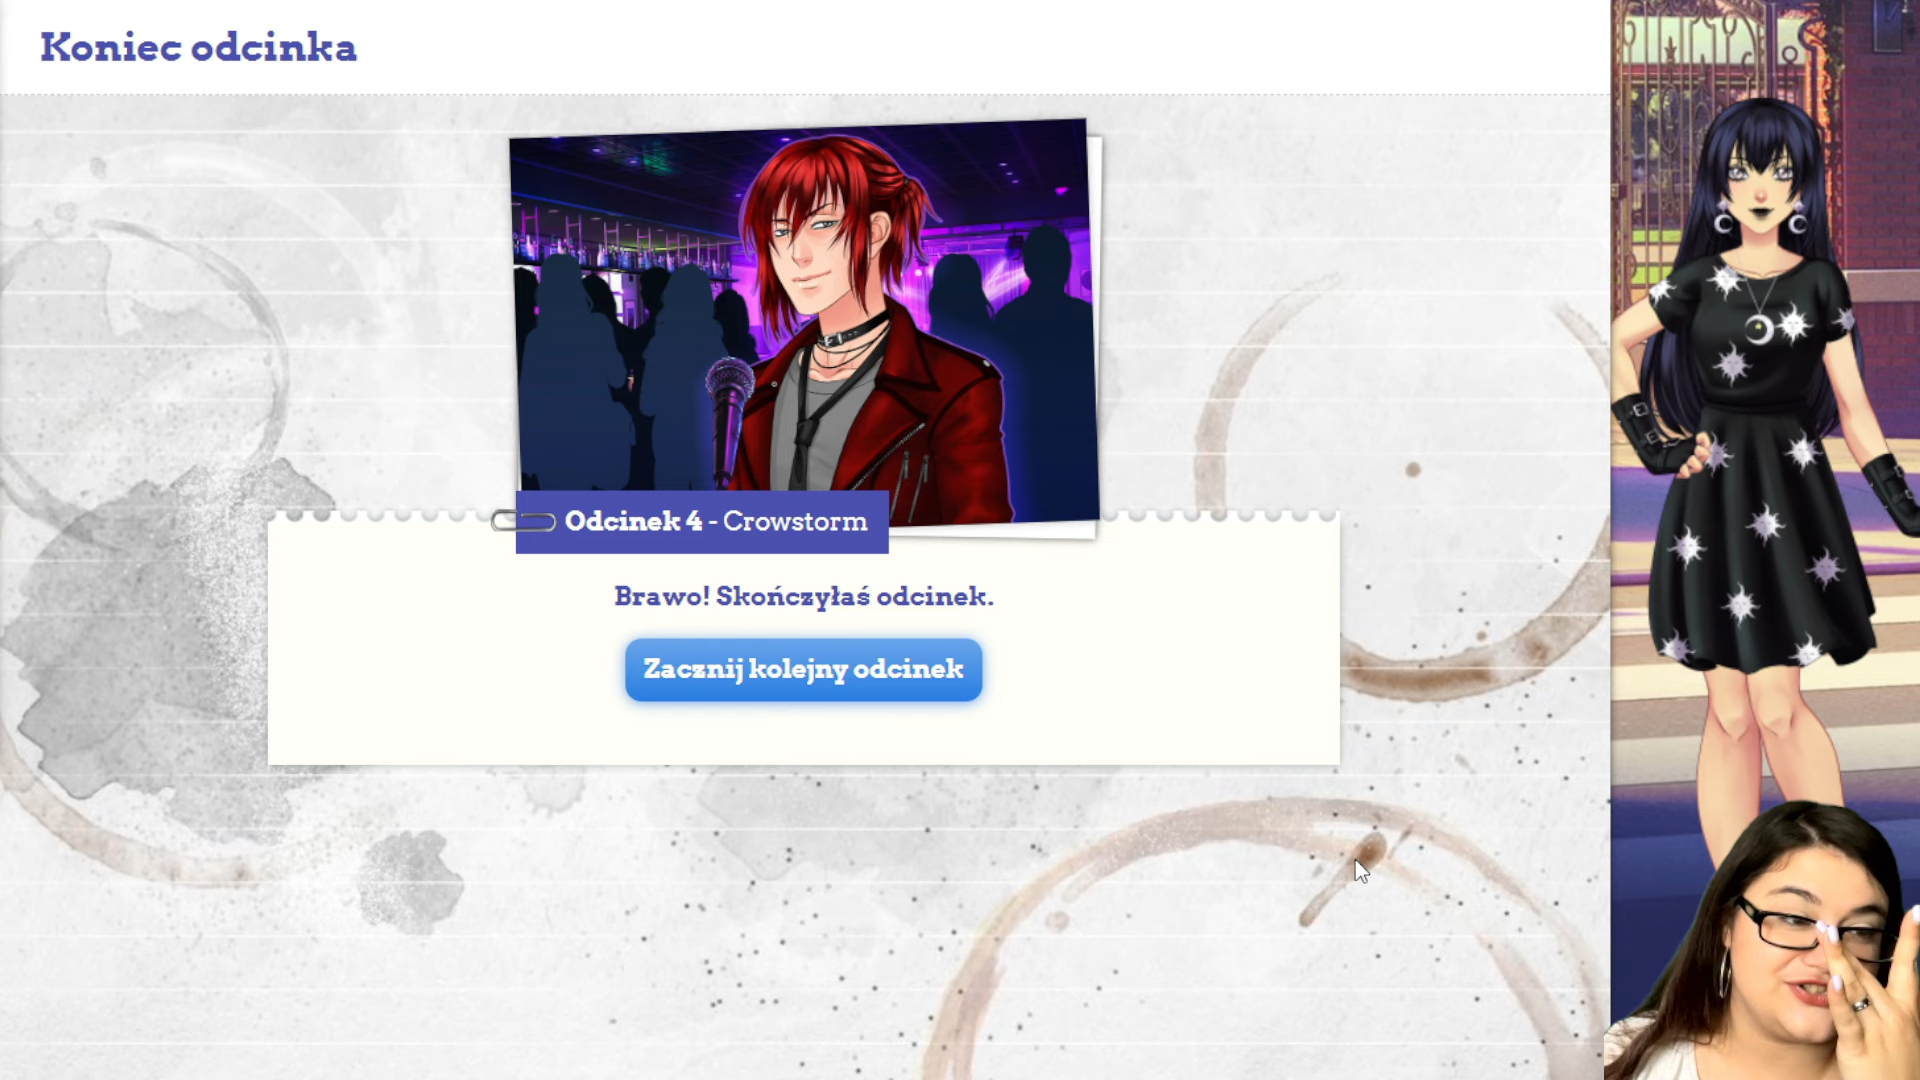 Koniec odcinka
Odcinek 4 - Crowstorm
Brawo! Skończyłaś odcinek.
Zacznij kolejny odcinek